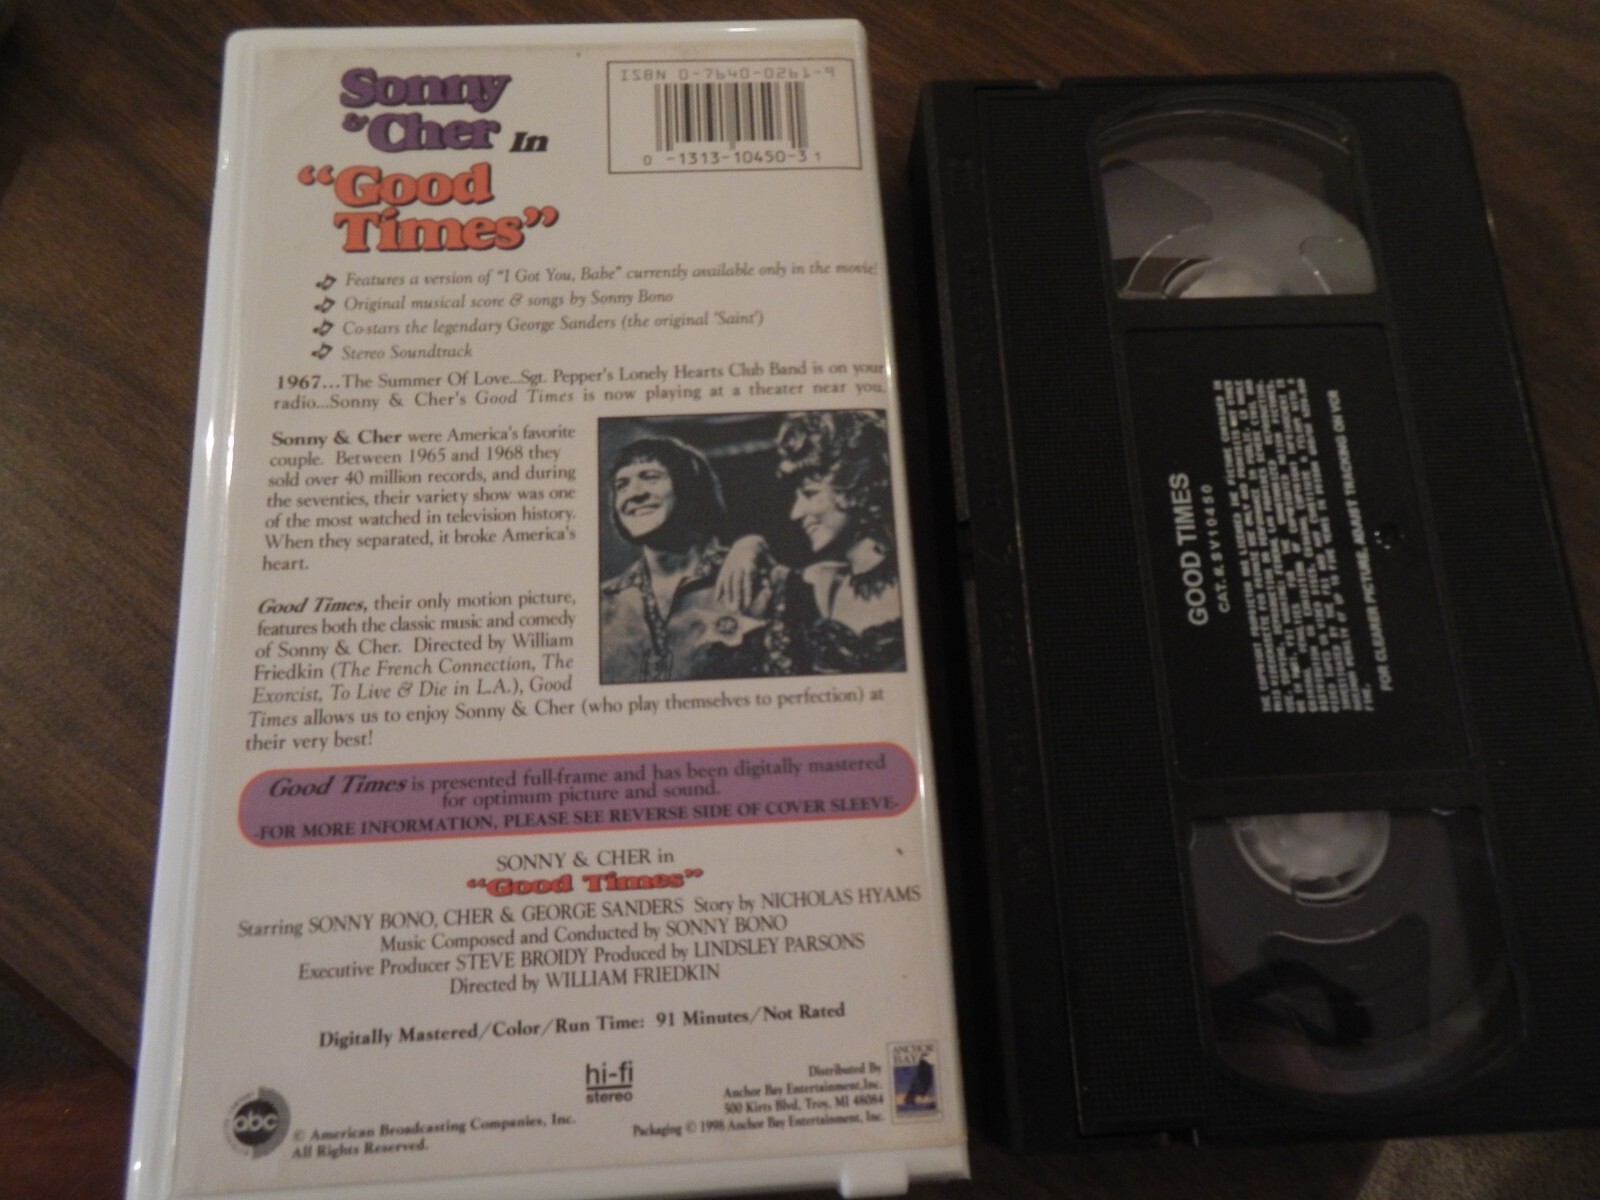 Sonny
& Cher In
“Good
Times”
ISBN 0-7640-0261-9
0 -1313-10450-3 1
Features a version of "I Got You, Babe" currently available only in the movie!
Original musical score & songs by Sonny Bono
Co-stars the legendary George Sanders (the original 'Saint')
Stereo Soundtrack
1967...The Summer Of Love...Sgt. Pepper's Lonely Hearts Club Band is on your
radio...Sonny & Cher's Good Times is now playing at a theater near you.
Sonny & Cher were America's favorite
couple. Between 1965 and 1968 they
sold over 40 million records, and during
the seventies, their variety show was one
of the most watched in television history.
When they separated, it broke America's
heart.
Good Times, their only motion picture,
features both the classic music and comedy
of Sonny & Cher. Directed by William
Friedkin (The French Connection, The
Exorcist, To Live & Die in L.A.), Good
Times allows us to enjoy Sonny & Cher (who play themselves to perfection) at
their very best!
Good Times is presented full-frame and has been digitally mastered
for optimum picture and sound.
-FOR MORE INFORMATION, PLEASE SEE REVERSE SIDE OF COVER SLEEVE-
SONNY & CHER in
“Good Times”
Starring SONNY BONO, CHER & GEORGE SANDERS Story by NICHOLAS HYAMS
Music Composed and Conducted by SONNY BONO
Executive Producer STEVE BROIDY Produced by LINDSLEY PARSONS
Directed by WILLIAM FRIEDKIN
Digitally Mastered/Color/Run Time: 91 Minutes/Not Rated
hi-fi
stereo
abc
© American Broadcasting Companies, Inc.
All Rights Reserved.
Distributed By
Anchor Bay Entertainment, Inc.
500 Kirts Blvd, Troy, MI 48084
Packaging © 1998 Anchor Bay Entertainment, Inc.
ANCHOR
BAY
GOOD TIMES
CAT.#. SV10450
FOR CLEARER PICTURE, ADJUST TRACKING ON VCR